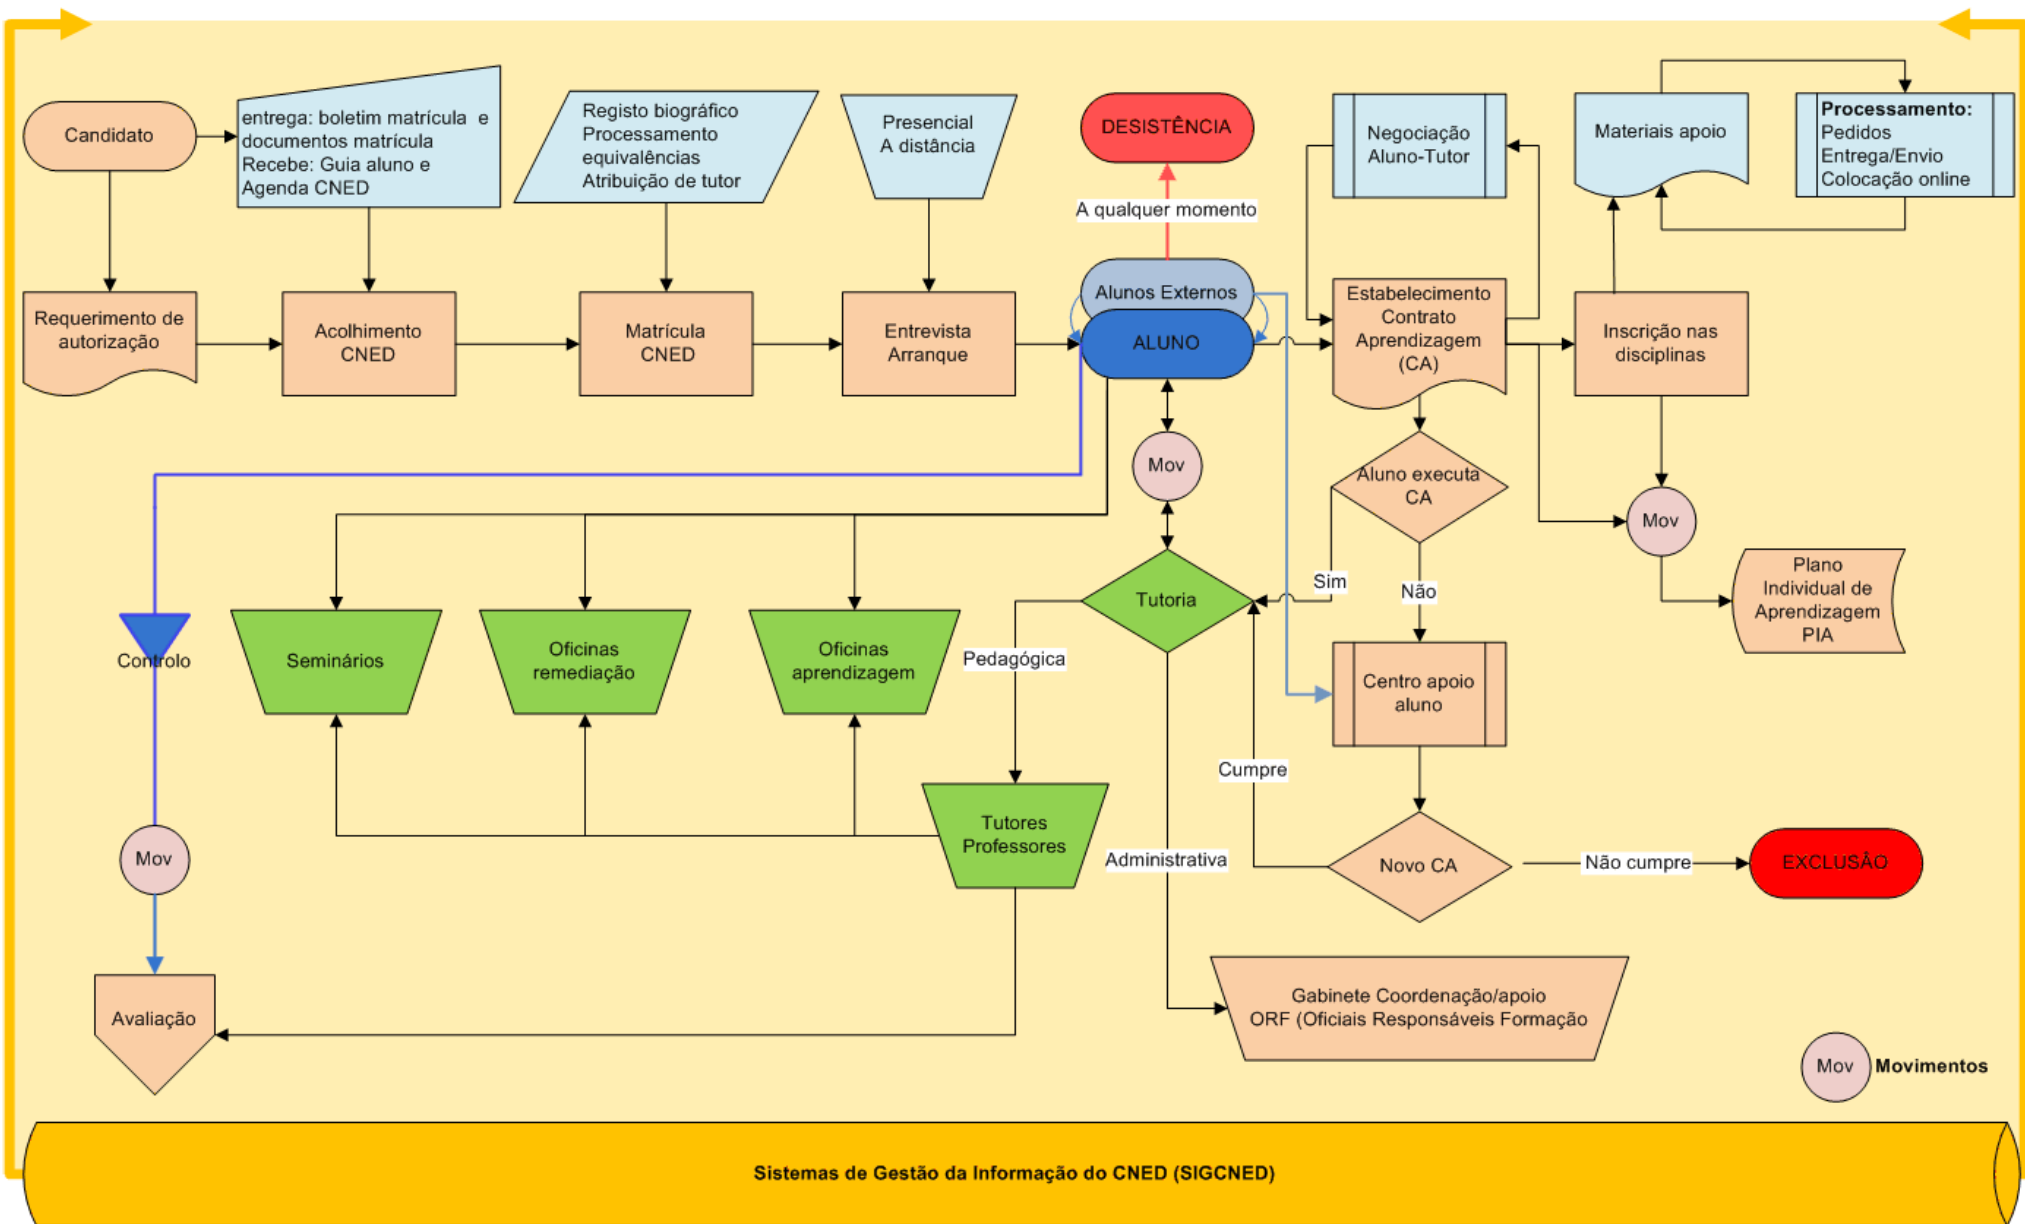 Candidato
entrega: boletim matrícula e
documentos matrícula
Recebe: Guia aluno e
Agenda CNED
Registo biográfico
Processamento
equivalências
Atribuição de tutor
Presencial
A distância
DESISTÊNCIA
A qualquer momento
Negociação
Aluno-Tutor
Materiais apoio
Processamento:
Pedidos
Entrega/Envio
Colocação online
Requerimento de
autorização
Acolhimento
CNED
Matrícula
CNED
Entrevista
Arranque
Alunos Externos
ALUNO
Estabelecimento
Contrato
Aprendizagem
(CA)
Inscrição nas
disciplinas
Mov
Aluno executa
CA
Mov
Sim
Não
Plano
Individual de
Aprendizagem
PIA
Tutoria
Controlo
Seminários
Oficinas
remediação
Oficinas
aprendizagem
Pedagógica
Centro apoio
aluno
Cumpre
Tutores
Professores
Mov
Administrativa
Novo CA
Não cumpre
EXCLUSÃO
Avaliação
Gabinete Coordenação/apoio
ORF (Oficiais Responsáveis Formação
Mov
Movimentos
Sistemas de Gestão da Informação do CNED (SIGCNED)